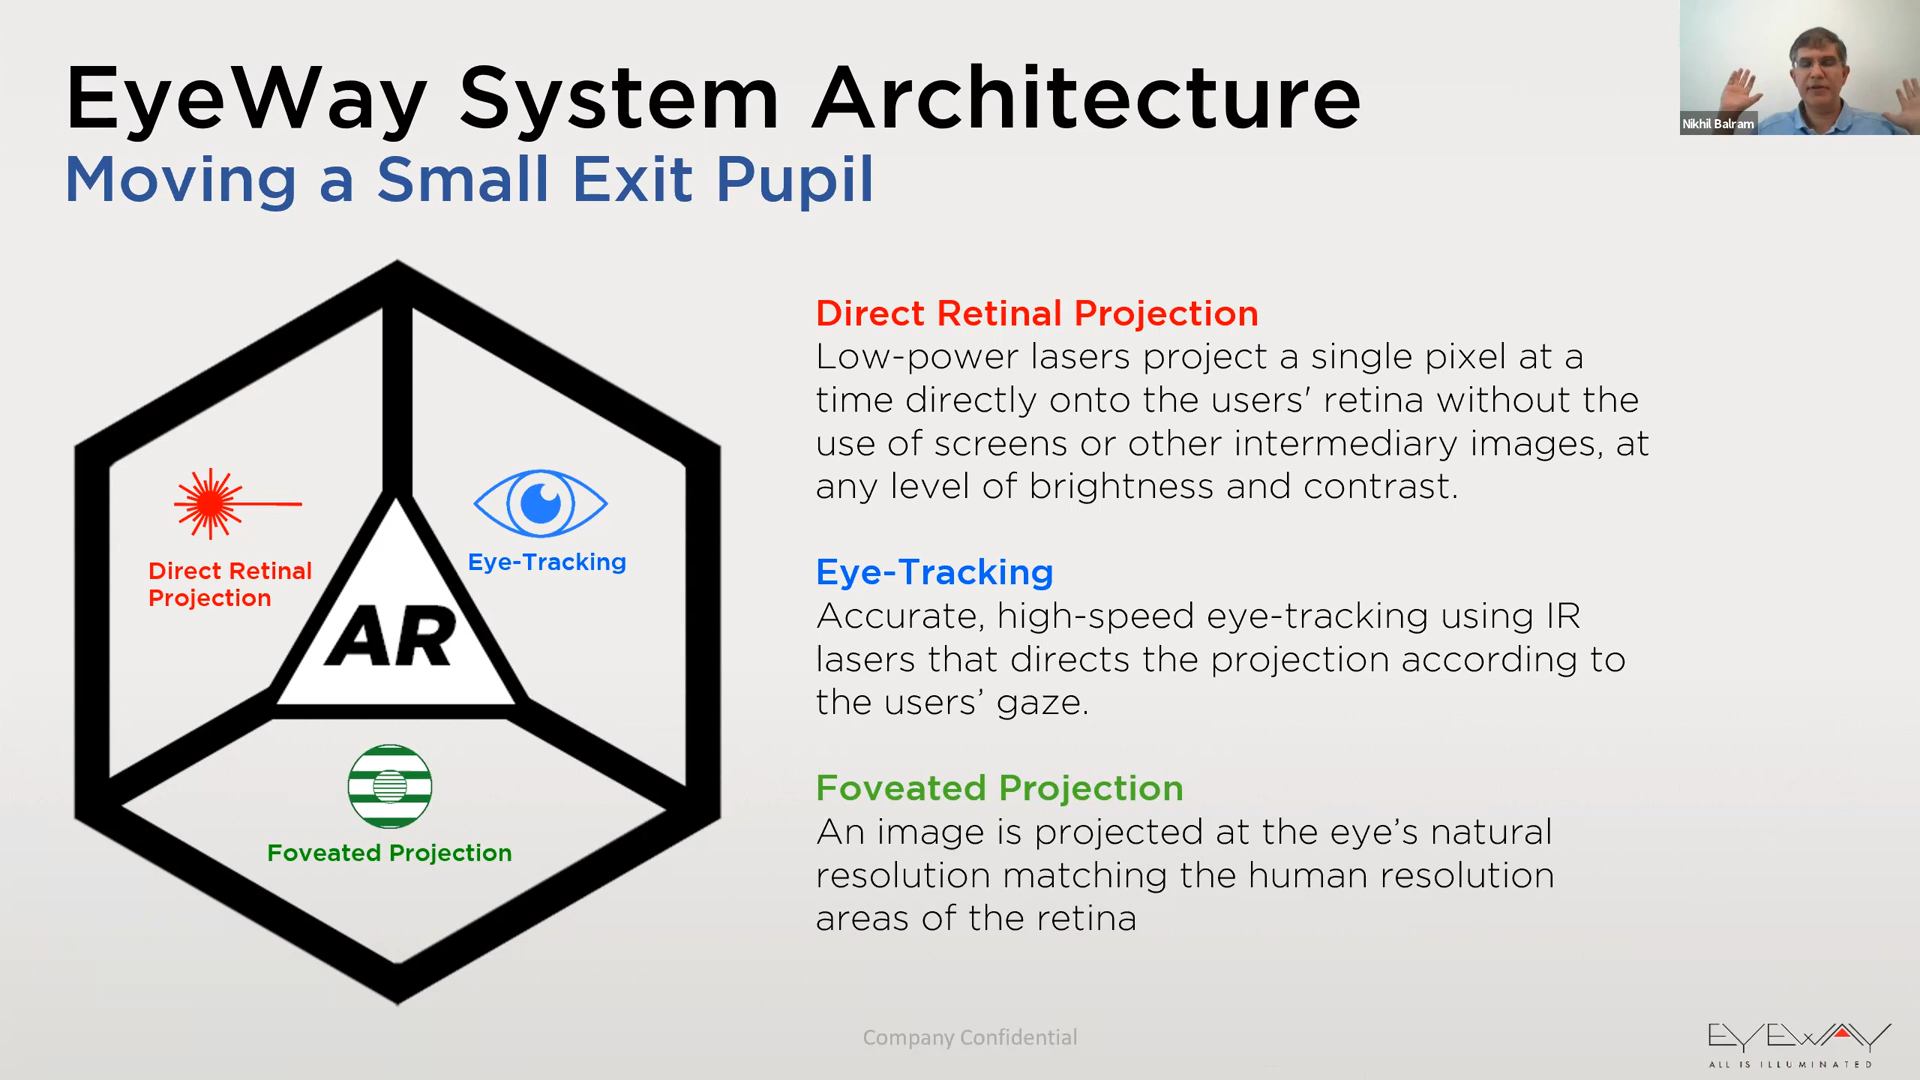 EyeWay System Architecture
Moving a Small Exit Pupil
Nikhil Balram
Direct Retinal
Projection
Eye-Tracking
AR
Foveated Projection
Direct Retinal Projection
Low-power lasers project a single pixel at a
time directly onto the users' retina without the
use of screens or other intermediary images, at
any level of brightness and contrast.
Eye-Tracking
Accurate, high-speed eye-tracking using IR
lasers that directs the projection according to
the users’ gaze.
Foveated Projection
An image is projected at the eye’s natural
resolution matching the human resolution
areas of the retina
Company Confidential
EYEWAY
ALL IS ILLUMINATED